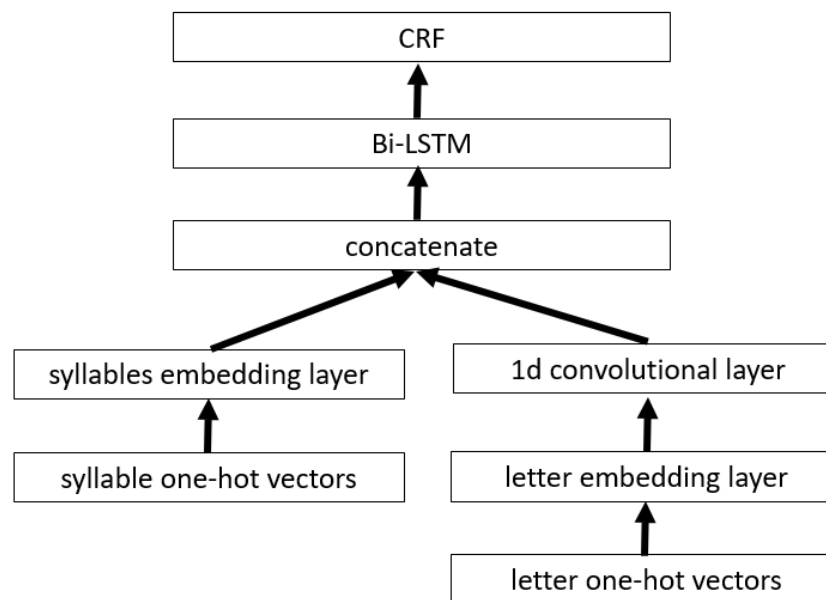 CRF
Bi-LSTM
concatenate
syllables embedding layer
1d convolutional layer
syllable one-hot vectors
letter embedding layer
letter one-hot vectors